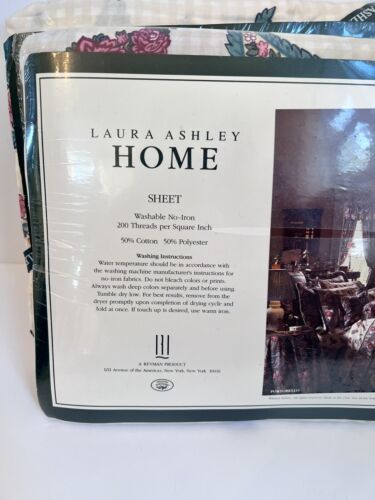 LAURA ASHLEY
HOME
SHEET
Washable No-Iron
200 Threads per Square Inch
50% Cotton 50% Polyester
Washing Instructions
Water temperature should be in accordance with
the washing machine manufacturer's instructions for
no-iron fabrics. Do not bleach colors or prints.
Always wash deep colors separately and before using.
Tumble dry low. For best results, remove from the
dryer promptly upon completion of drying cycle and
fold at once. If touch up is desired, use warm iron.
A REVMAN PRODUCT
1211 Avenue of the Americas, New York, New York 10036